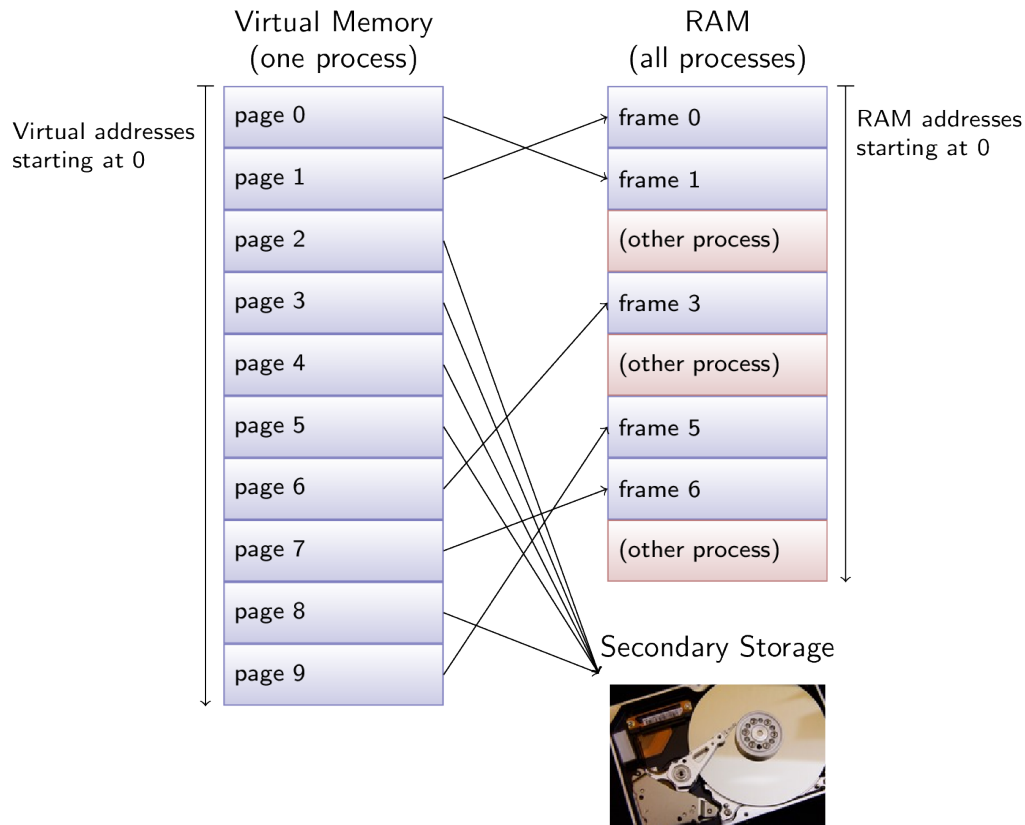 Virtual Memory
(one process)
RAM
(all processes)
Virtual addresses
starting at 0
page 0
page 1
page 2
page 3
page 4
page 5
page 6
page 7
page 8
page 9
frame 0
frame 1
(other process)
frame 3
(other process)
frame 5
frame 6
(other process)
RAM addresses
starting at 0
Secondary Storage